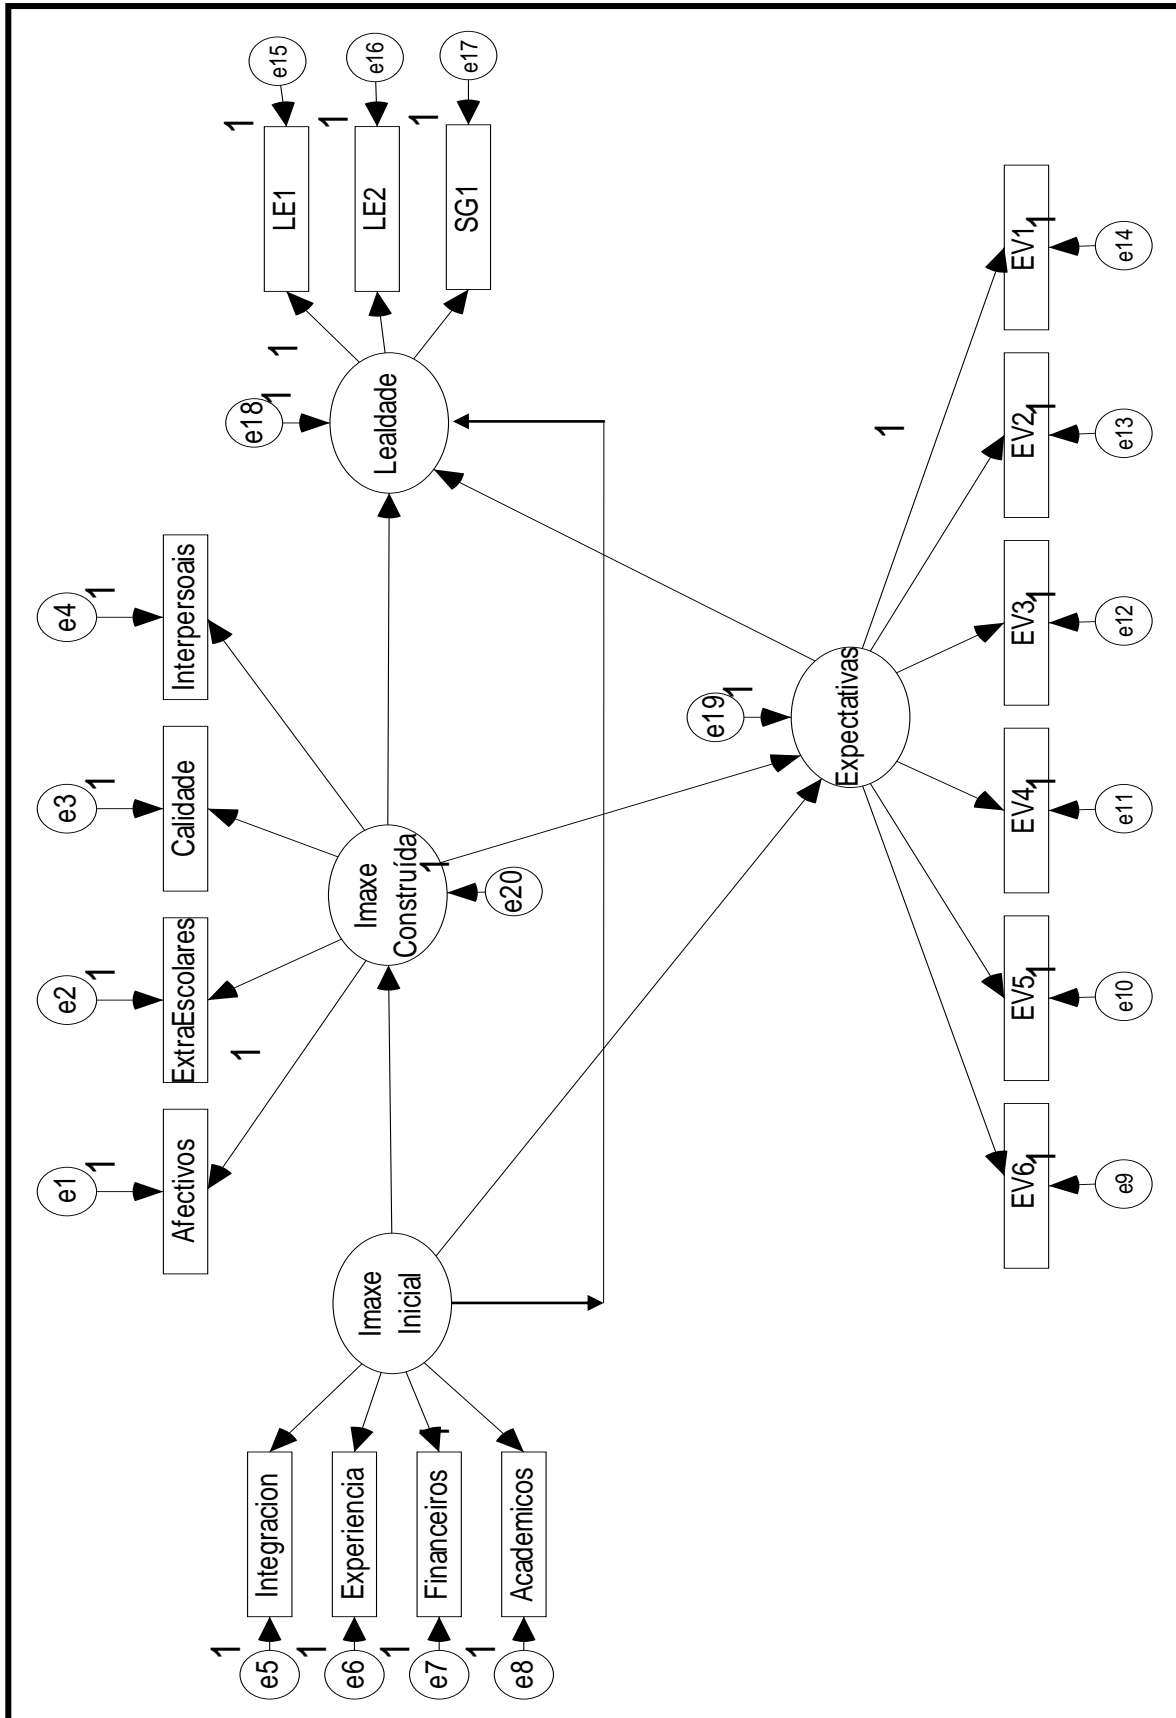 e1
1
Afectivos
e2
1
ExtraEscolares
1
e3
1
Calidade
e4
1
Interpersoais
e5
1
Integracion
e6
1
Experiencia
e7
1
Financeiros
1
e8
1
Academicos
Imaxe
Inicial
Imaxe
Construída
1
e20
e18
1
Lealdade
1
LE1
1
e15
LE2
1
e16
SG1
1
e17
e19
1
Expectativas
1
EV6
1
e9
EV5
1
e10
EV4
1
e11
EV3
1
e12
EV2
1
e13
EV1
1
e14